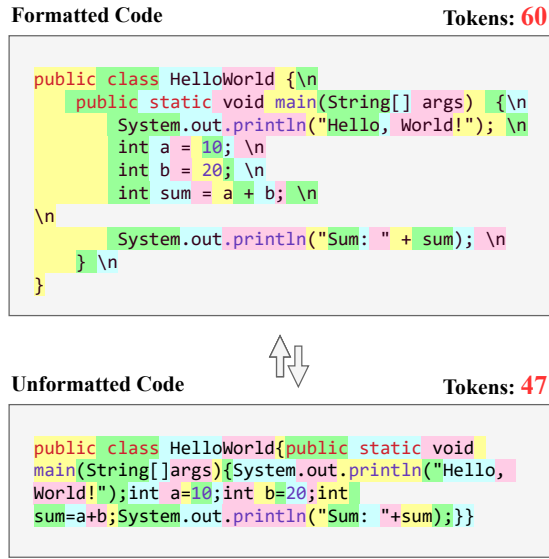 Formatted Code Tokens: 60
public class HelloWorld {\n
    public static void main(String[] args)  {\n
        System.out.println("Hello, World!"); \n
        int a = 10; \n
        int b = 20; \n
        int sum = a + b; \n
\n
        System.out.println("Sum: " + sum); \n
    } \n
}
Unformatted Code Tokens: 47
public class HelloWorld{public static void
main(String[]args){System.out.println("Hello,
World!");int a=10;int b=20;int
sum=a+b;System.out.println("Sum: "+sum);}}